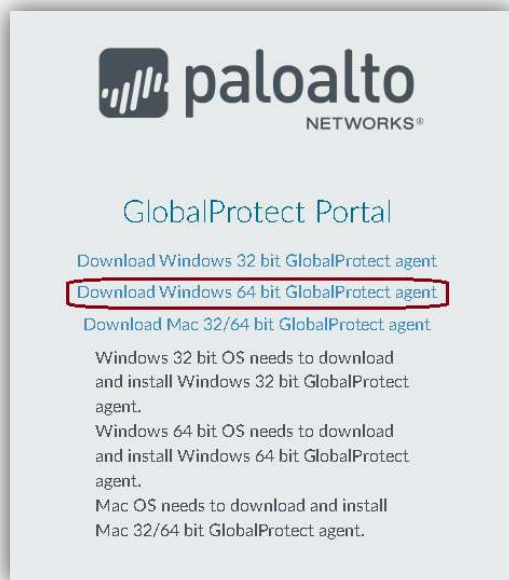 paloalto
NETWORKS®
GlobalProtect Portal
Download Windows 32 bit GlobalProtect agent
Download Windows 64 bit GlobalProtect agent
Download Mac 32/64 bit GlobalProtect agent
Windows 32 bit OS needs to download
and install Windows 32 bit GlobalProtect
agent.
Windows 64 bit OS needs to download
and install Windows 64 bit GlobalProtect
agent.
Mac OS needs to download and install
Mac 32/64 bit GlobalProtect agent.